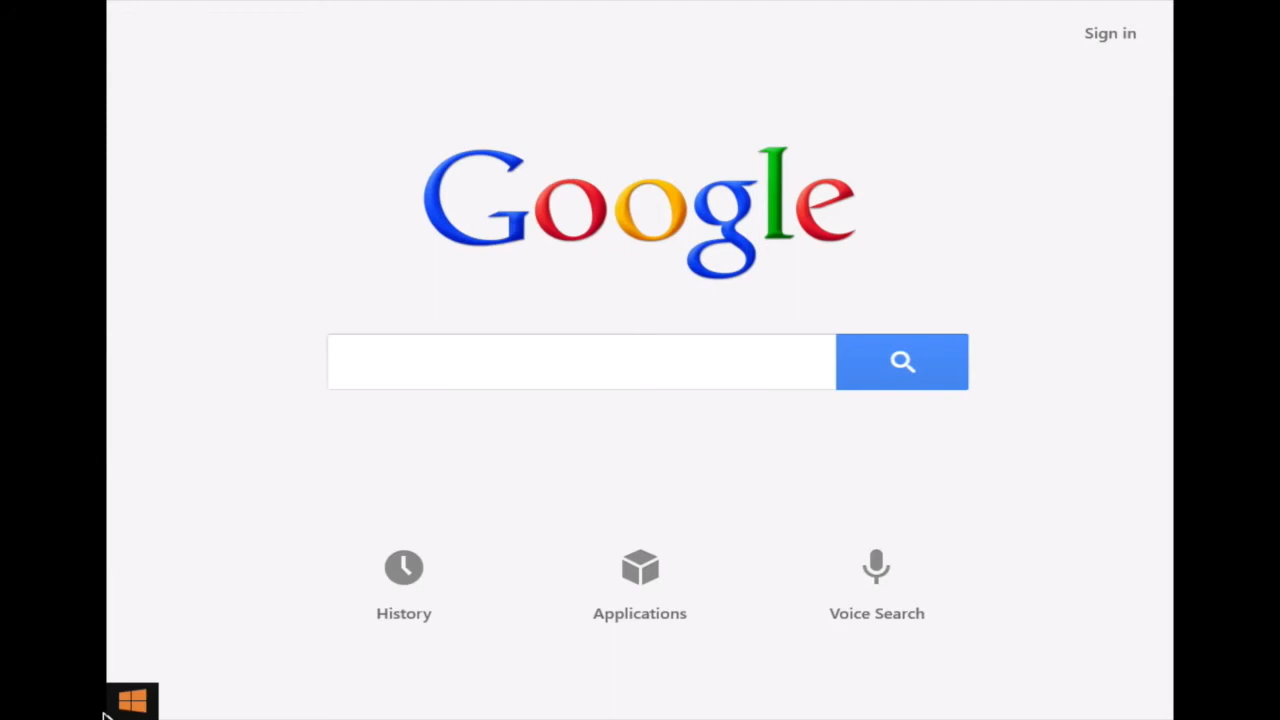 Sign in
Google
History
Applications
Voice Search